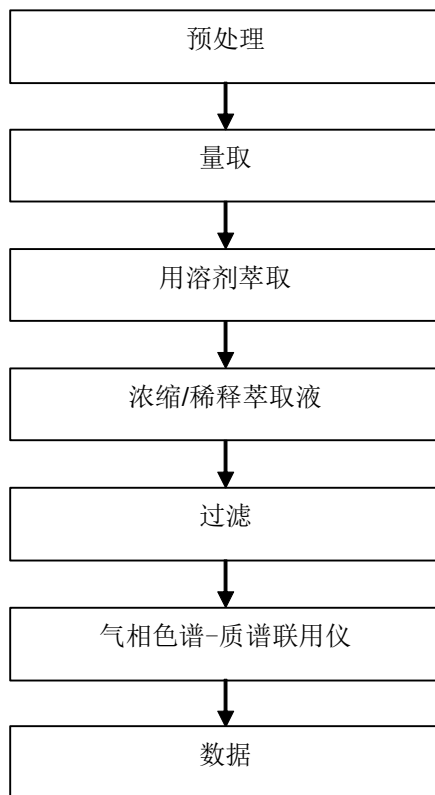 预处理
量取
用溶剂萃取
浓缩/稀释萃取液
过滤
气相色谱-质谱联用仪
数据